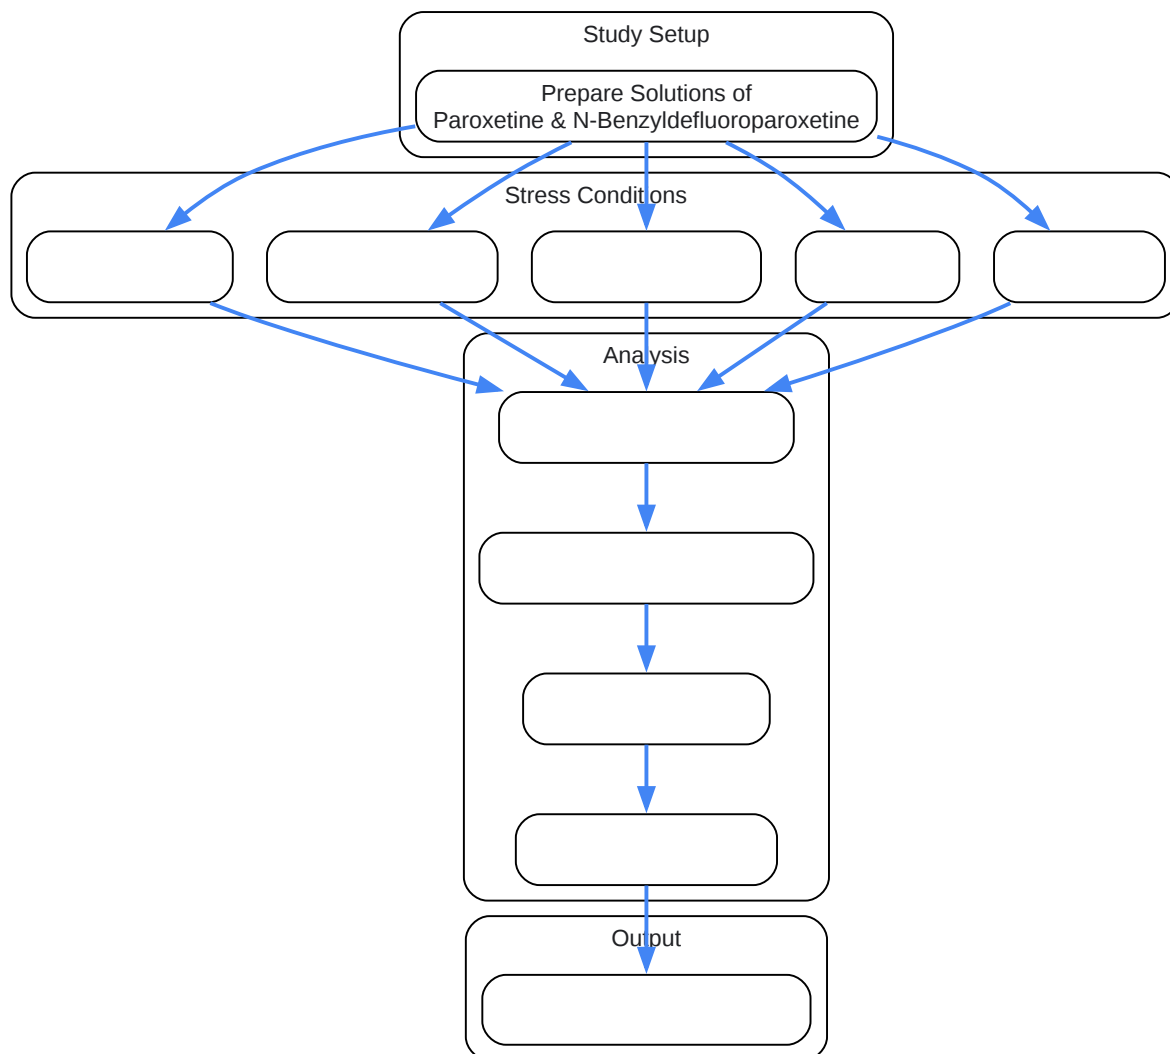 Study Setup
Prepare Solutions of
Paroxetine & N-Benzyldefluoroparoxetine
Stress Conditions
Analysis
Output